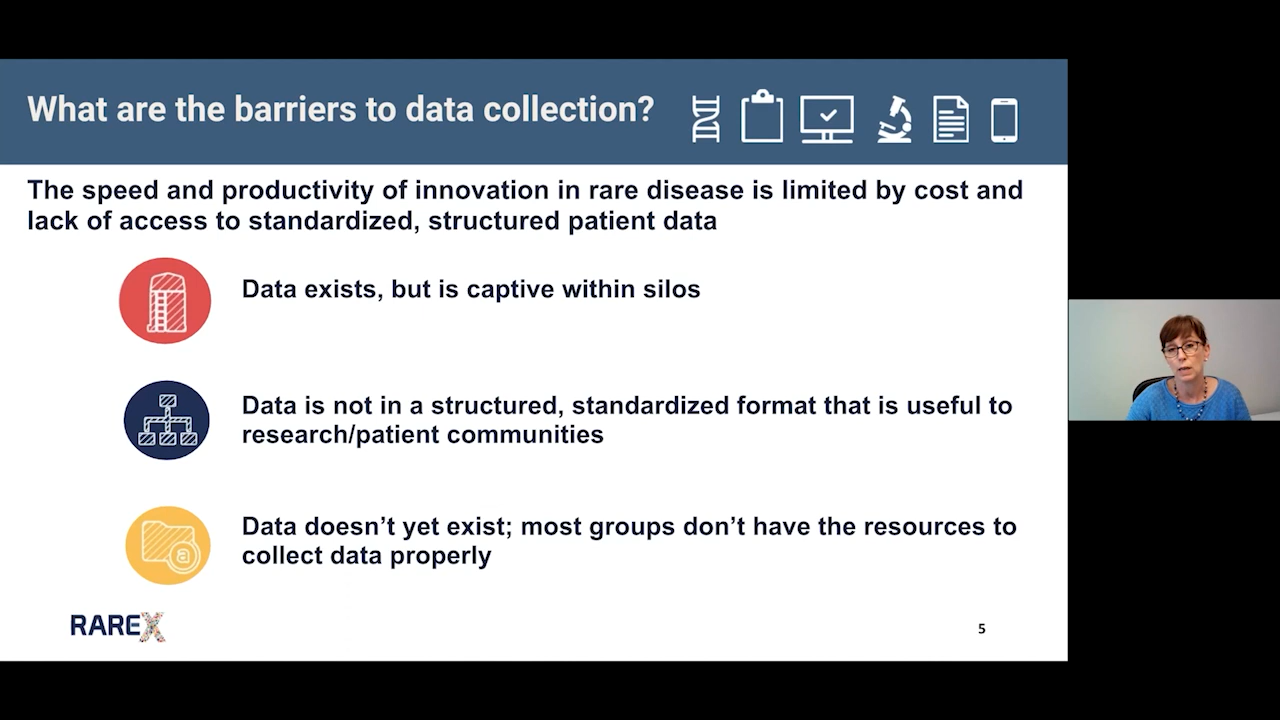 What are the barriers to data collection?
The speed and productivity of innovation in rare disease is limited by cost and
lack of access to standardized, structured patient data
Data exists, but is captive within silos
Data is not in a structured, standardized format that is useful to
research/patient communities
Data doesn’t yet exist; most groups don’t have the resources to
collect data properly
a
RAREX
5